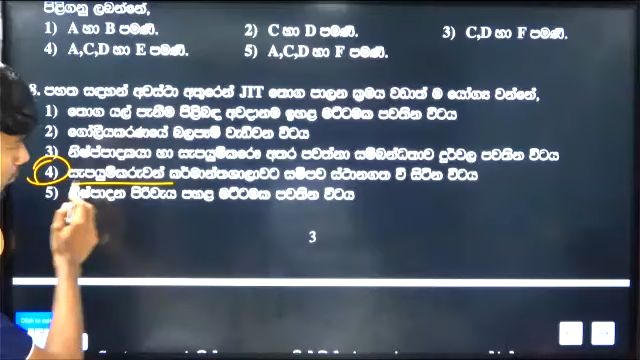 පිළිගනු ලබන්නේ,
1) A හා B පමණි. 2) C හා D පමණි. 3) C,D හා F පමණි.
4) A,C,D හා E පමණි. 5) A,C,D හා F පමණි.
8. පහත සඳහන් අවස්ථා අතුරෙන් JIT තොග පාලන ක්‍රමය වඩාත් ම යෝග්‍ය වන්නේ,
1) තොග යල් පැනීම පිළිබඳ අවදානම ඉහළ මට්ටමක පවතින විටය
2) ගෝලීයකරණයේ බලපෑම් වැඩිවන විටය
3) නිෂ්පාදකයා හා සැපයුම්කරු අතර පවත්නා සම්බන්ධතාව දුර්වල පවතින විටය
4) සැපයුම්කරුවන් කර්මාන්තශාලාවට සමීපව ස්ථානගත වී සිටින විටය
5) නිෂ්පාදන පිරිවැය පහළ මට්ටමක පවතින විටය
3